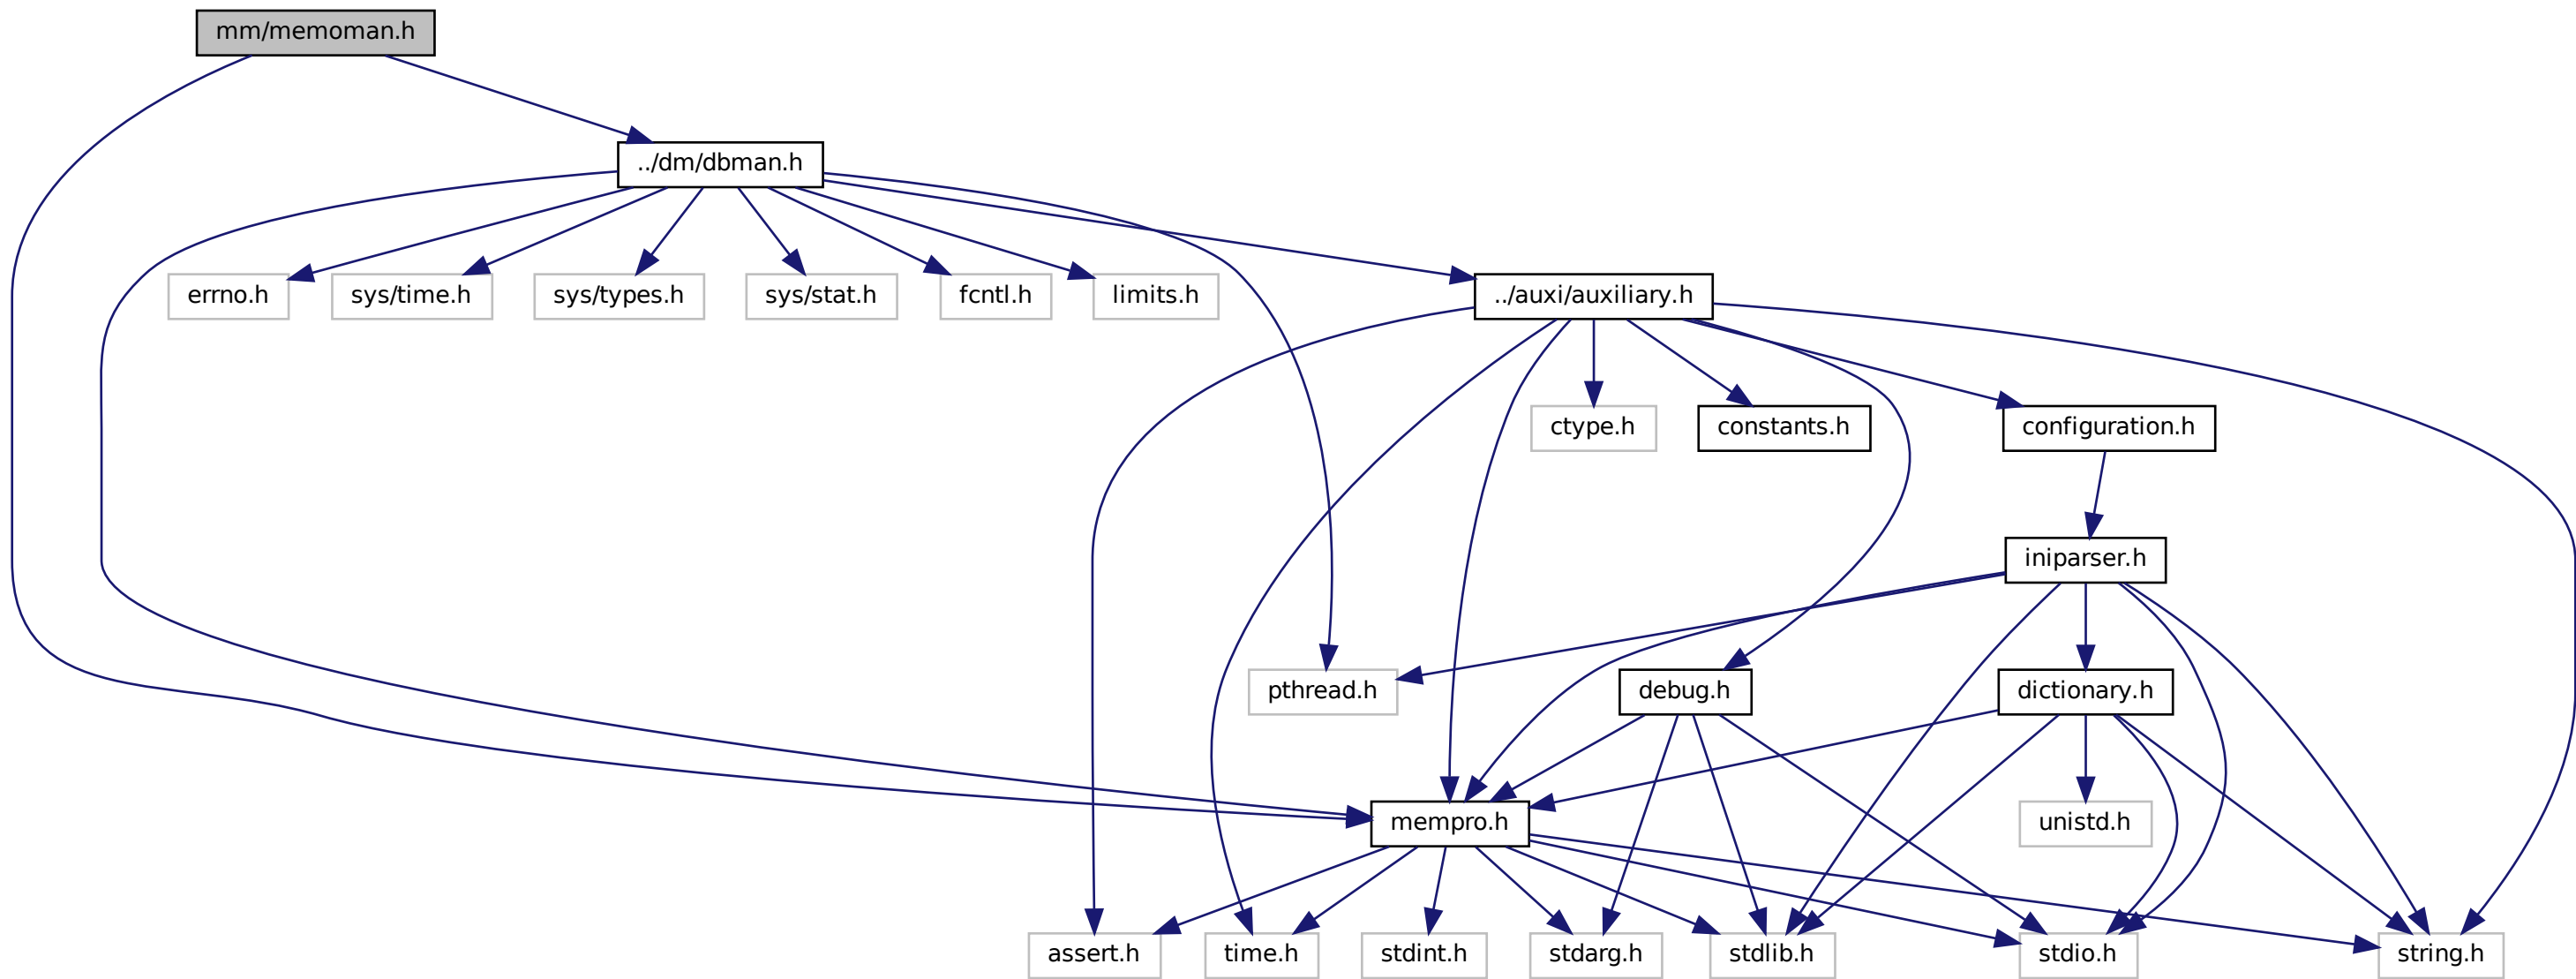 mm/memoman.h
../dm/dbman.h
errno.h
sys/time.h
sys/types.h
sys/stat.h
fcntl.h
limits.h
../auxi/auxiliary.h
ctype.h
constants.h
configuration.h
iniparser.h
pthread.h
debug.h
dictionary.h
mempro.h
unistd.h
assert.h
time.h
stdint.h
stdarg.h
stdlib.h
stdio.h
string.h